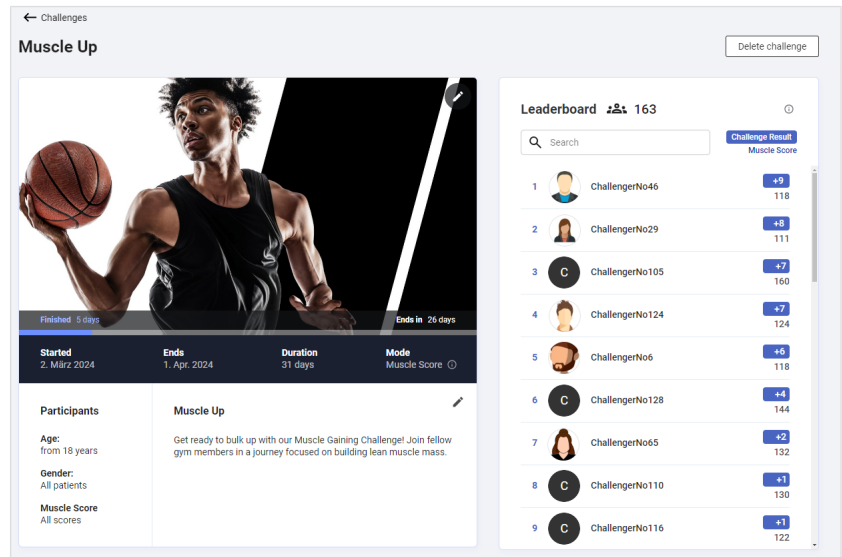 Challenges
Muscle Up
Delete challenge
Finished 5 days
Ends in 26 days
Started
2. März 2024
Ends
1. Apr. 2024
Duration
31 days
Mode
Muscle Score
Participants
Age:
from 18 years
Gender:
All patients
Muscle Score
All scores
Muscle Up
Get ready to bulk up with our Muscle Gaining Challenge! Join fellow
gym members in a journey focused on building lean muscle mass.
Leaderboard 163
Search
Challenge Result
Muscle Score
1 ChallengerNo46 +9
118
2 ChallengerNo29 +8
111
3 C ChallengerNo105 +7
160
4 ChallengerNo124 +7
124
5 ChallengerNo6 +6
118
6 C ChallengerNo128 +4
144
7 ChallengerNo65 +2
132
8 C ChallengerNo110 +1
130
9 C ChallengerNo116 +1
122